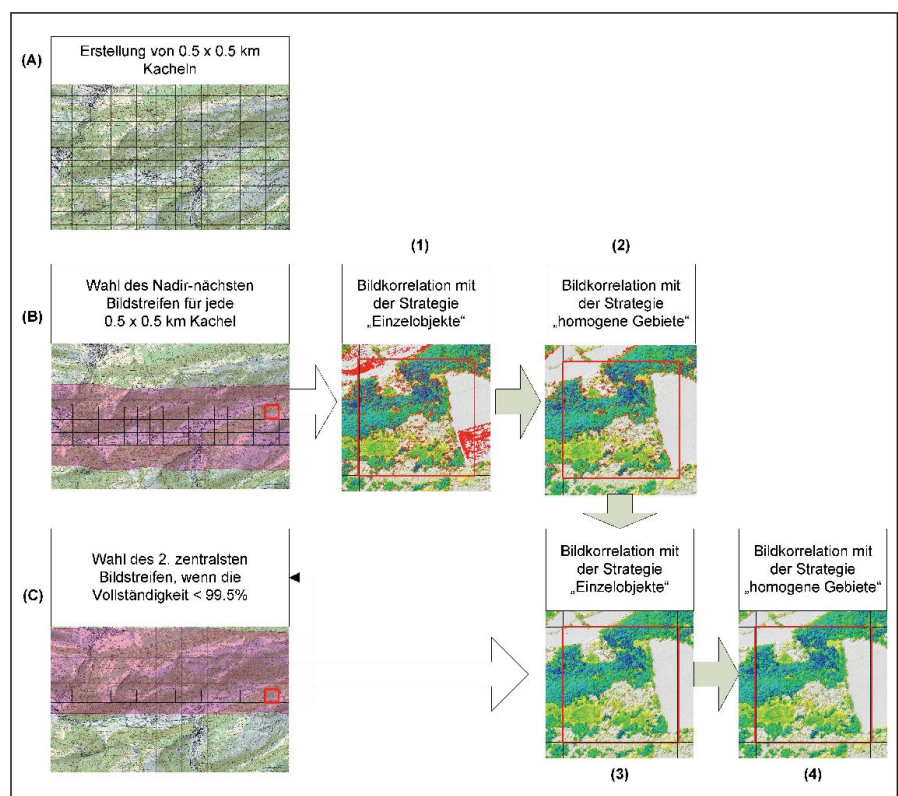 (A)
Erstellung von 0.5 x 0.5 km
Kacheln
(B)
Wahl des Nadir-nächsten
Bildstreifen für jede
0.5 x 0.5 km Kachel
(1)
Bildkorrelation mit
der Strategie
„Einzelobjekte“
(2)
Bildkorrelation mit
der Strategie
„homogene Gebiete“
(C)
Wahl des 2. zentralsten
Bildstreifen, wenn die
Vollständigkeit < 99.5%
Bildkorrelation mit
der Strategie
„Einzelobjekte“
(3)
Bildkorrelation mit
der Strategie
„homogene Gebiete“
(4)